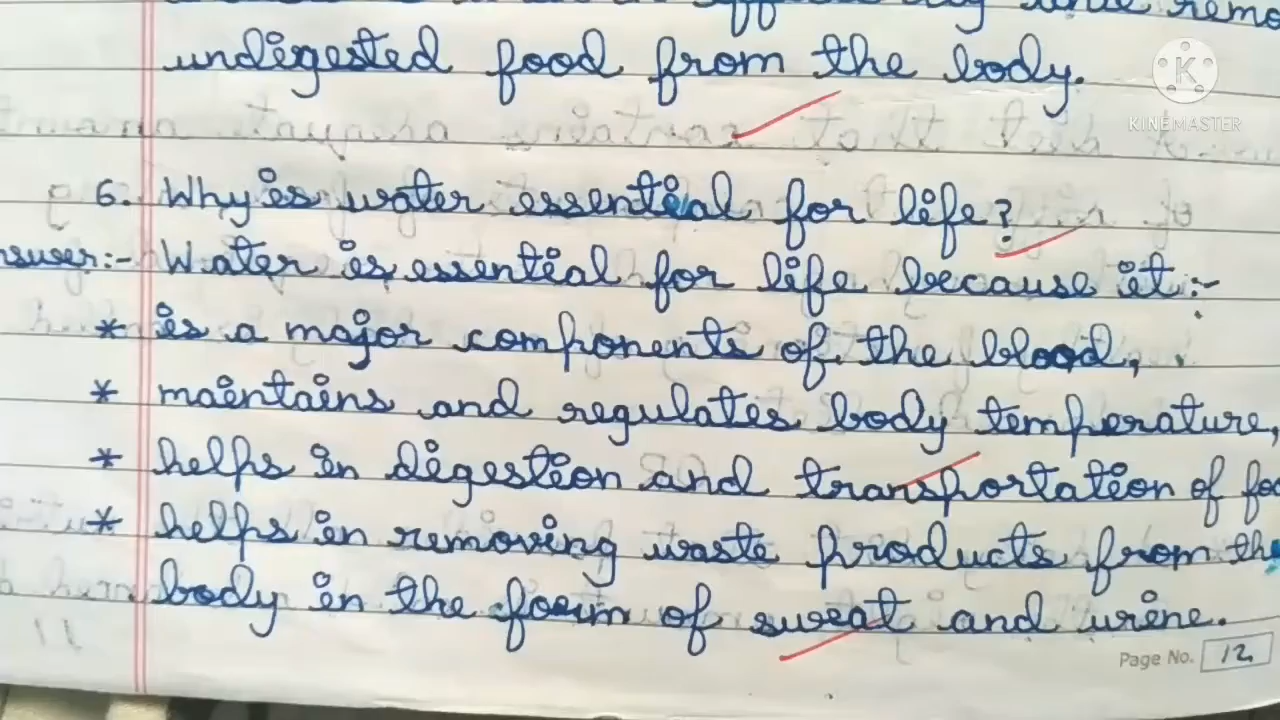 undigested food from the body.
6. Why is water essential for life?
Water is essential for life because it:-
* is a major components of the blood,
* maintains and regulates body temperature,
* helps in digestion and transportation of
* helps in removing waste products from the
body in the form of sweat and urine.
Page No. 12
KINEMASTER